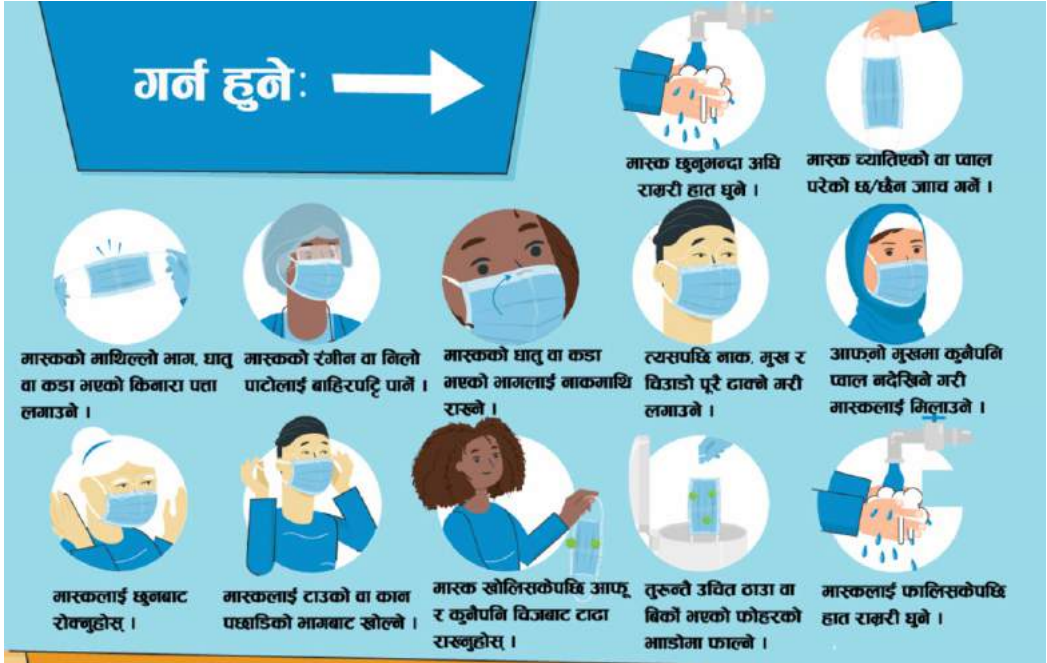 गर्न हुनेः
मास्क छुनुभन्दा अघि
राम्ररी हात धुने ।
मास्क च्यातिएको वा प्वाल
परेको छ/छैन जााच गर्ने ।
मास्कको माथिल्लो भाग, धातु
वा कडा भएको किनारा पत्ता
लगाउने ।
मास्कको रंगीन वा निलो
पाटोलाई बाहिरपट्टि पार्ने ।
मास्कको धातु वा कडा
भएको भागलाई नाकमाथि
राख्ने ।
त्यसपछि नाक, मुख र
चिउडो पूरै ढाक्ने गरी
लगाउने ।
आफ्नो मुखमा कुनैपनि
प्वाल नदेखिने गरी
मास्कलाई मिलाउने ।
मास्कलाई छुनबाट
रोक्नुहोस् ।
मास्कलाई टाउको वा कान
पछाडिको भागबाट खोल्ने ।
मास्क खोलिसकेपछि आफू
र कुनैपनि चिजबाट टाढा
राख्नुहोस् ।
तुरुन्तै उचित ठाउा वा
बिर्को भएको फोहरको
भााडोमा फाल्ने ।
मास्कलाई फालिसकेपछि
हात राम्ररी धुने ।